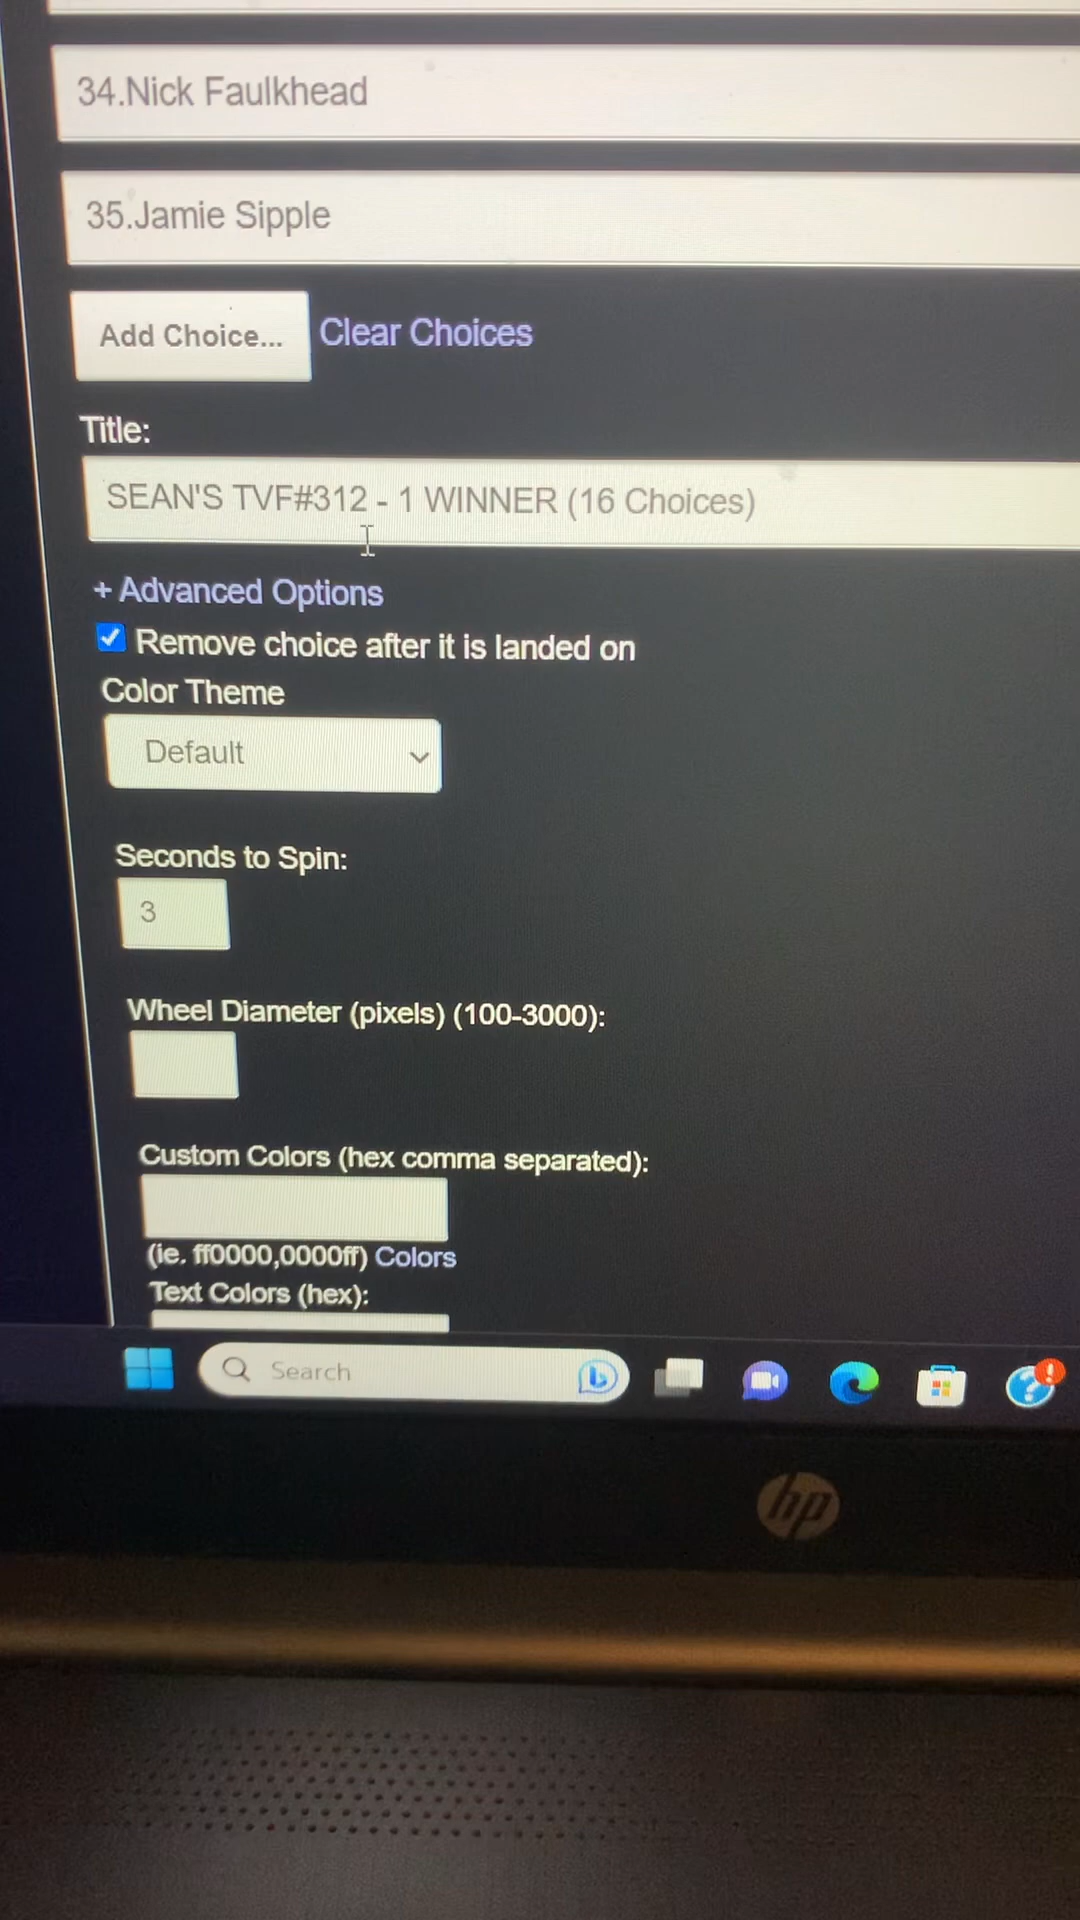 34.Nick Faulkhead
35.Jamie Sipple
Add Choice... Clear Choices
Title:
SEAN'S TVF#312 - 1 WINNER (16 Choices)
+ Advanced Options
Remove choice after it is landed on
Color Theme
Default
Seconds to Spin:
3
Wheel Diameter (pixels) (100-3000):
Custom Colors (hex comma separated):
(ie. ff0000,0000ff) Colors
Text Colors (hex):
Search
hp